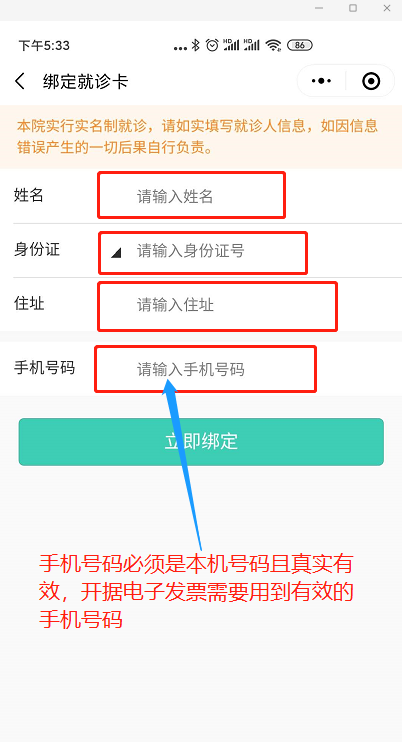 下午5:33
HD HD 86
绑定就诊卡
本院实行实名制就诊，请如实填写就诊人信息，如因信息
错误产生的一切后果自行负责。
姓名 请输入姓名
身份证 请输入身份证号
住址 请输入住址
手机号码 请输入手机号码
立即绑定
手机号码必须是本机号码且真实有
效，开据电子发票需要用到有效的
手机号码